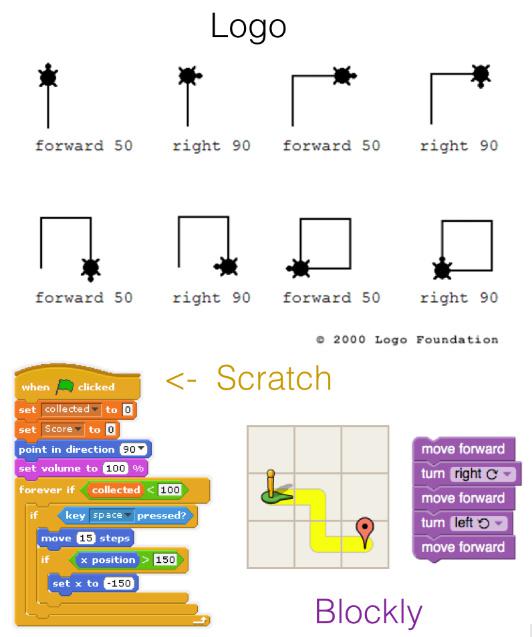 Logo
forward 50 right 90 forward 50 right 90
forward 50 right 90 forward 50 right 90
© 2000 Logo Foundation
<- Scratch
when clicked
set collected to 0
set Score to 0
point in direction 90
set volume to 100 %
forever if collected < 100
if key space pressed?
move 15 steps
if x position > 150
set x to -150
move forward
turn right
move forward
turn left
move forward
Blockly